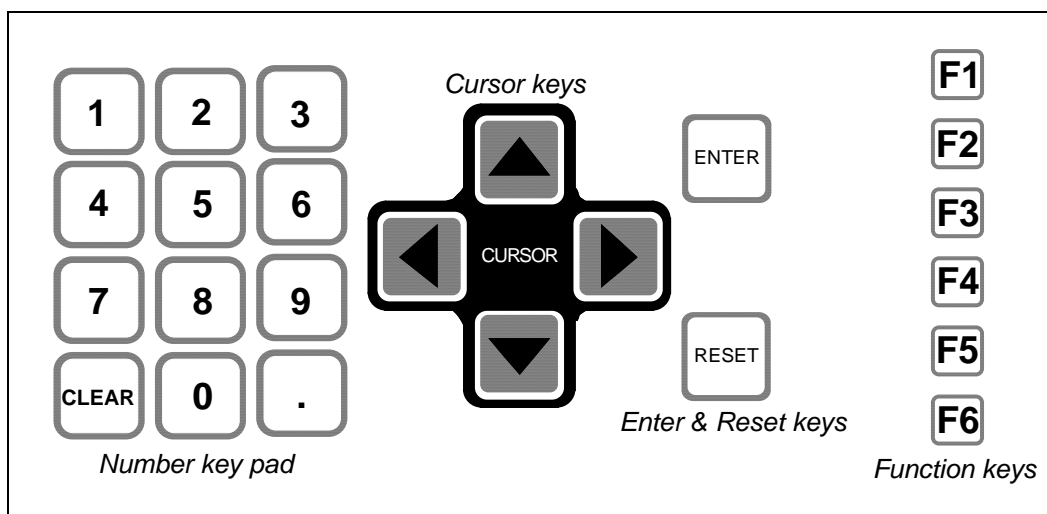 Cursor keys
1 2 3
4 5 6
7 8 9
CLEAR 0 .
Number key pad
CURSOR
ENTER
RESET
Enter & Reset keys
F1
F2
F3
F4
F5
F6
Function keys